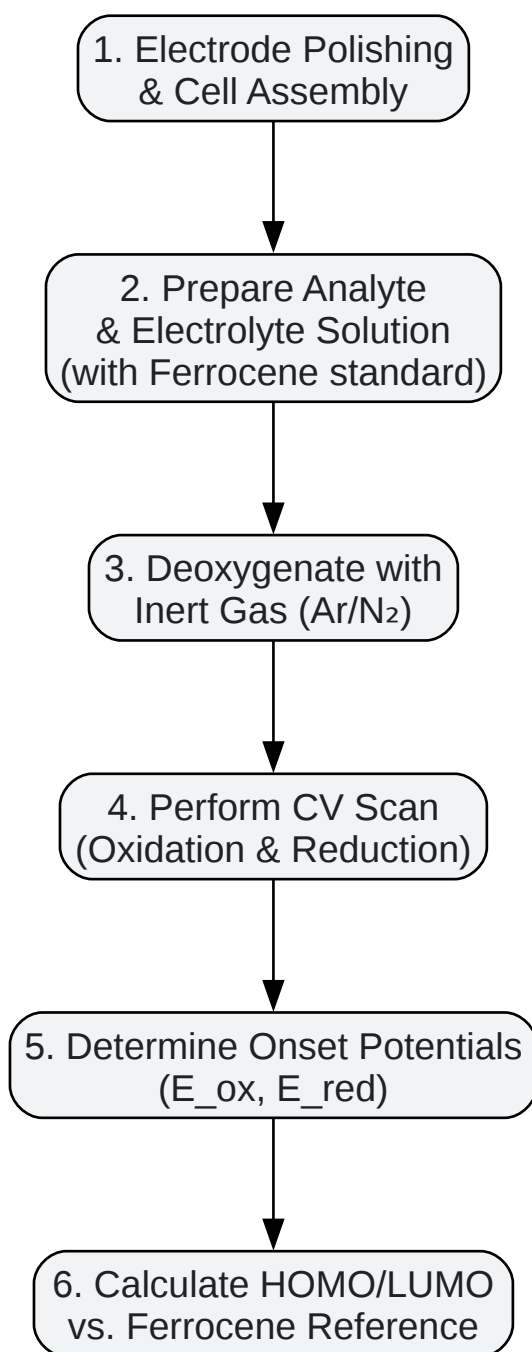 1. Electrode Polishing
& Cell Assembly
2. Prepare Analyte
& Electrolyte Solution
(with Ferrocene standard)
3. Deoxygenate with
Inert Gas (Ar/N₂)
4. Perform CV Scan
(Oxidation & Reduction)
5. Determine Onset Potentials
(E_ox, E_red)
6. Calculate HOMO/LUMO
vs. Ferrocene Reference